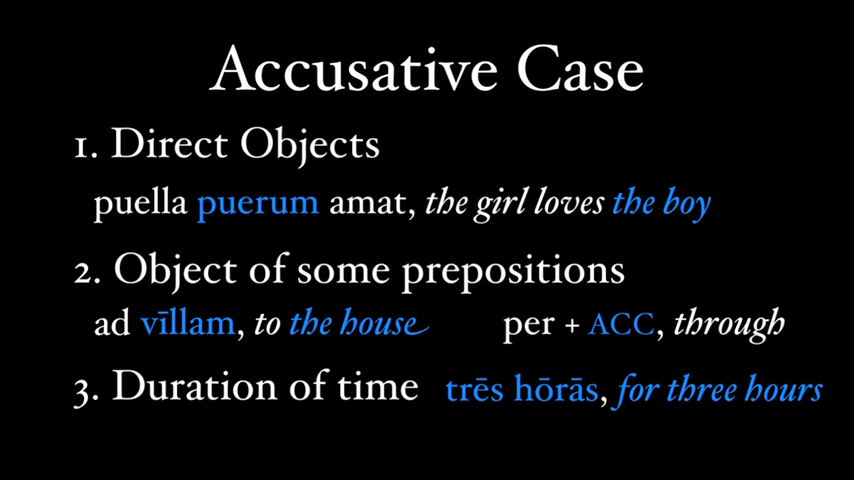 Accusative Case
1. Direct Objects
puella puerum amat, the girl loves the boy
2. Object of some prepositions
ad vīllam, to the house per + ACC, through
3. Duration of time trēs hōrās, for three hours